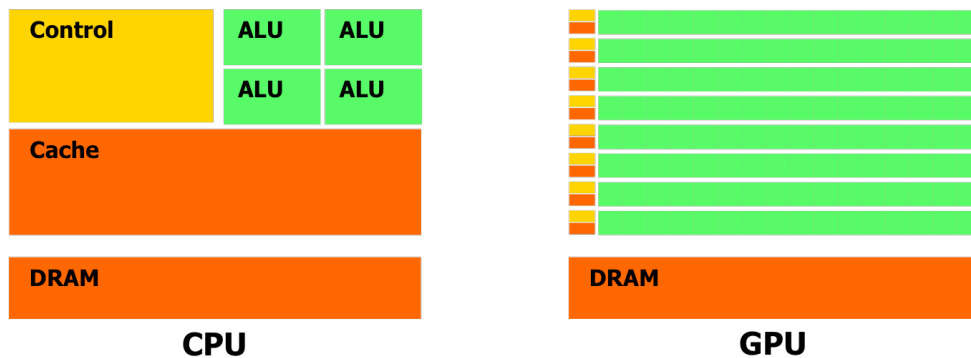 Control
ALU ALU
ALU ALU
Cache
DRAM
CPU
DRAM
GPU